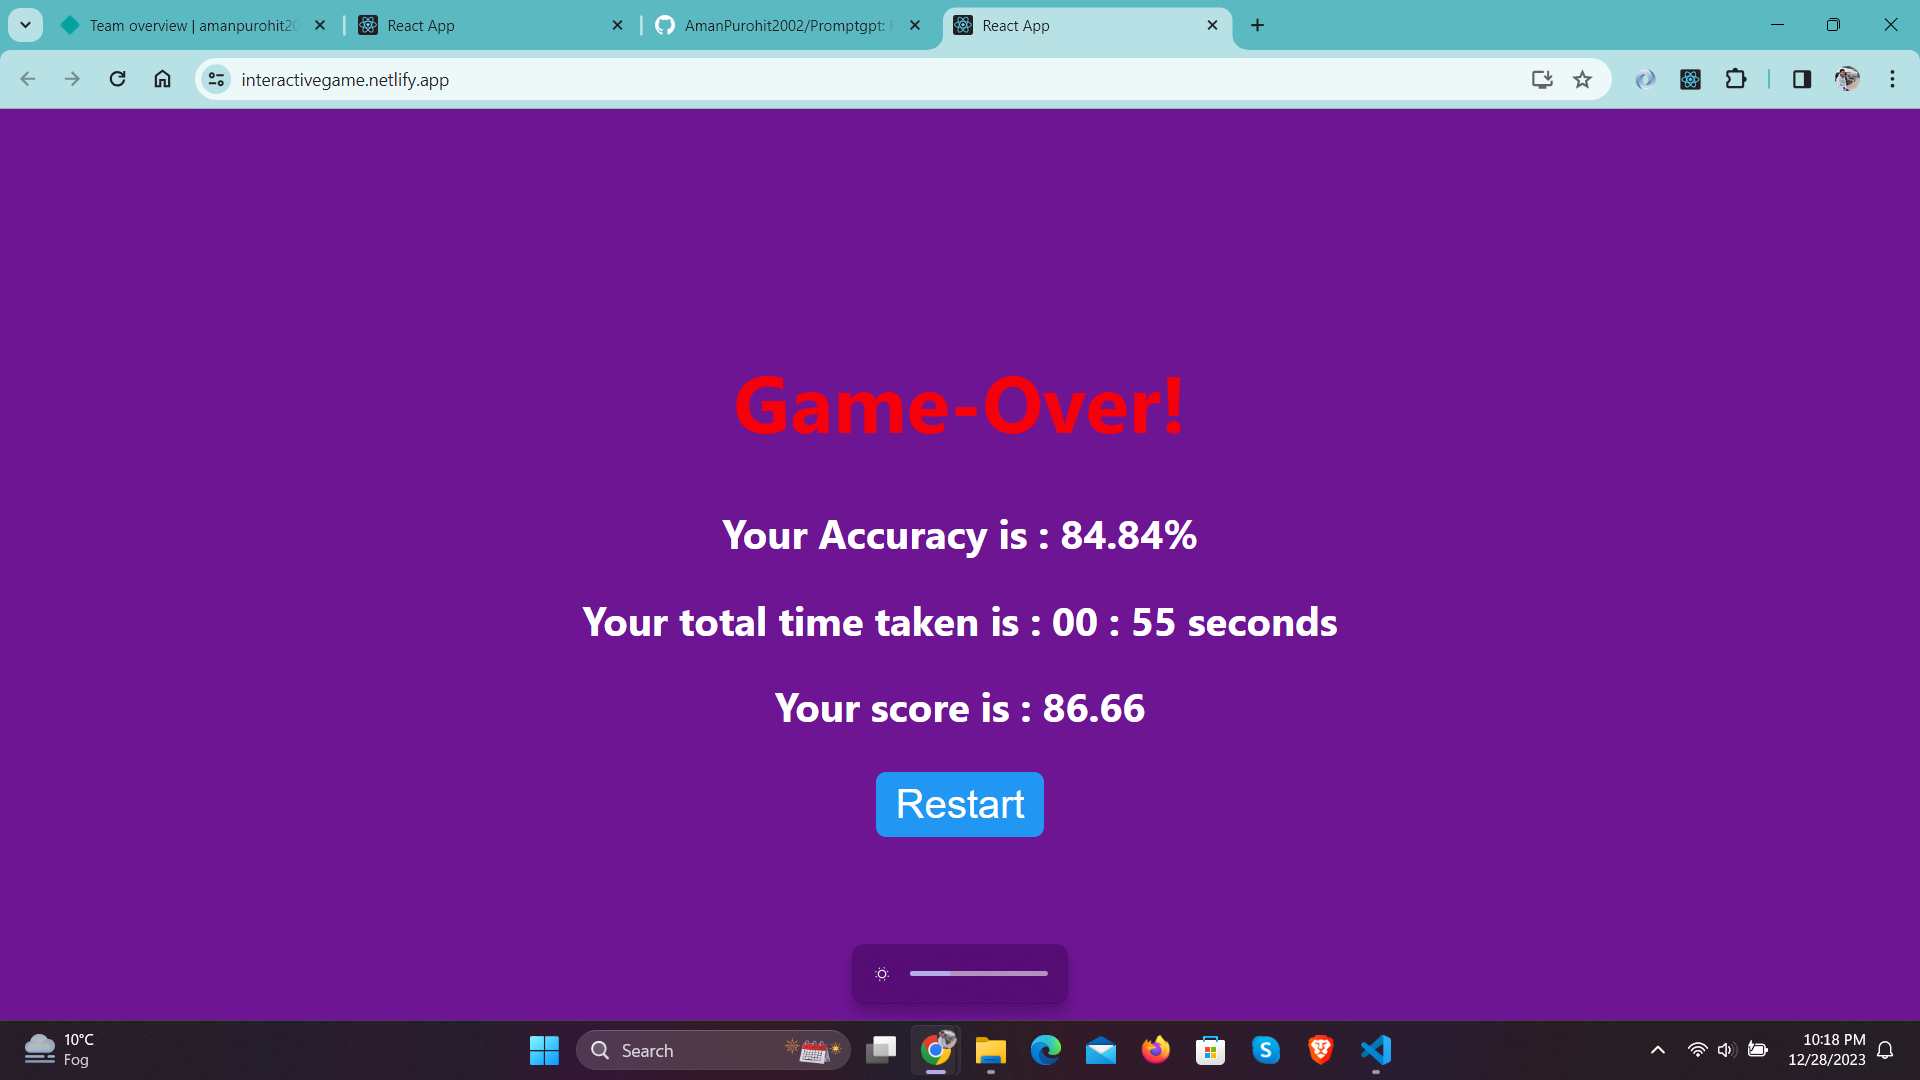 Team overview | amanpurohit20
React App
AmanPurohit2002/Promptgpt:
React App
interactivegame.netlify.app
Game-Over!
Your Accuracy is : 84.84%
Your total time taken is : 00 : 55 seconds
Your score is : 86.66
Restart
10°C
Fog
Search
10:18 PM
12/28/2023